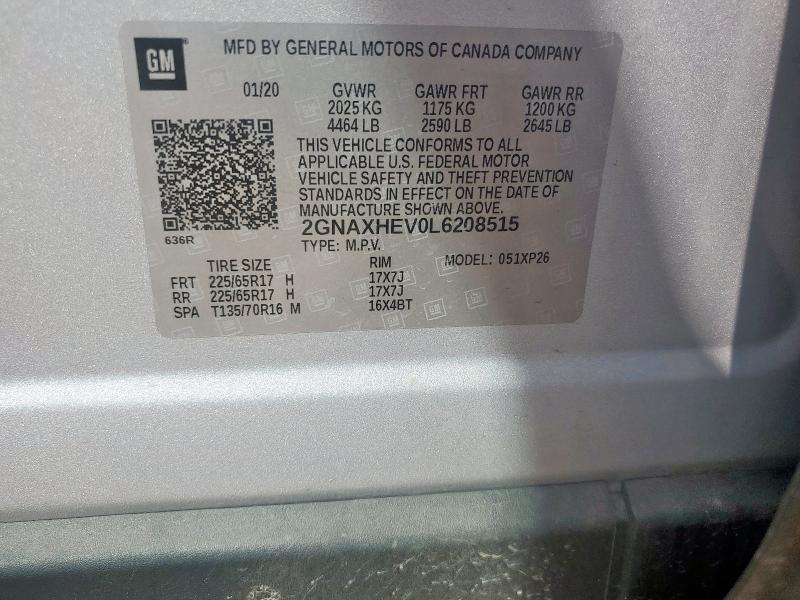 GM
MFD BY GENERAL MOTORS OF CANADA COMPANY
01/20 GVWR GAWR FRT GAWR RR
2025 KG 1175 KG 1200 KG
4464 LB 2590 LB 2645 LB
THIS VEHICLE CONFORMS TO ALL
APPLICABLE U.S. FEDERAL MOTOR
VEHICLE SAFETY AND THEFT PREVENTION
STANDARDS IN EFFECT ON THE DATE OF
MANUFACTURE SHOWN ABOVE.
2GNAXHEV0L6208515
636R
TYPE: M.P.V.
TIRE SIZE RIM MODEL: 051XP26
FRT 225/65R17 H 17X7J
RR 225/65R17 H 17X7J
SPA T135/70R16 M 16X4BT